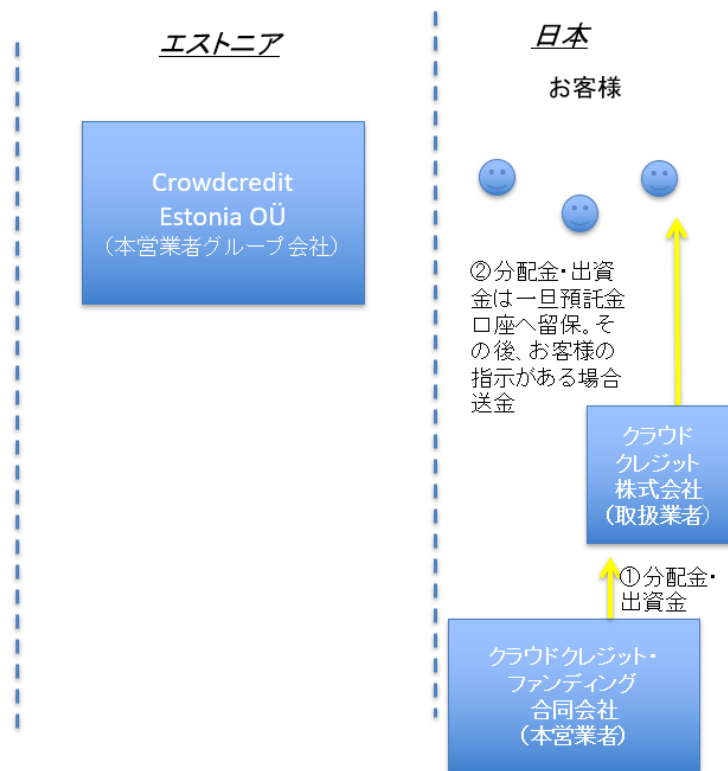 エストニア
日本
お客様
Crowdcredit
Estonia OÜ
（本営業者グループ会社）
②分配金・出資
金は一旦預託金
口座へ留保。そ
の後、お客様の
指示がある場合
送金
クラウド
クレジット
株式会社
（取扱業者）
①分配金・
出資金
クラウドクレジット・
ファンディング
合同会社
（本営業者）